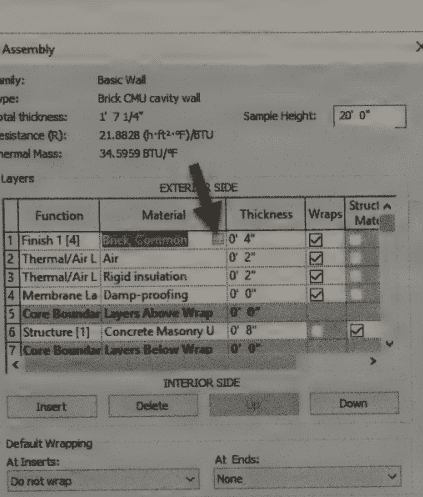 Assembly
amily: Basic Wall
ype: Brick CMU cavity wall
otal thickness: 1' 7 1/4" Sample Height: 20' 0"
esistance (R): 21.8828 (h·ft²·°F)/BTU
ermal Mass: 34.5959 BTU/°F
Layers
EXTERIOR SIDE
Function Material Thickness Wraps Struct Mate
1 Finish 1 [4] Brick, Common 0' 4"
2 Thermal/Air L Air 0' 2"
3 Thermal/Air L Rigid insulation 0' 2"
4 Membrane La Damp-proofing 0' 0"
5 Core Boundar Layers Above Wrap 0' 0"
6 Structure [1] Concrete Masonry U 0' 8"
7 Core Boundar Layers Below Wrap 0' 0"
INTERIOR SIDE
Insert Delete Up Down
Default Wrapping
At Inserts: At Ends:
Do not wrap None